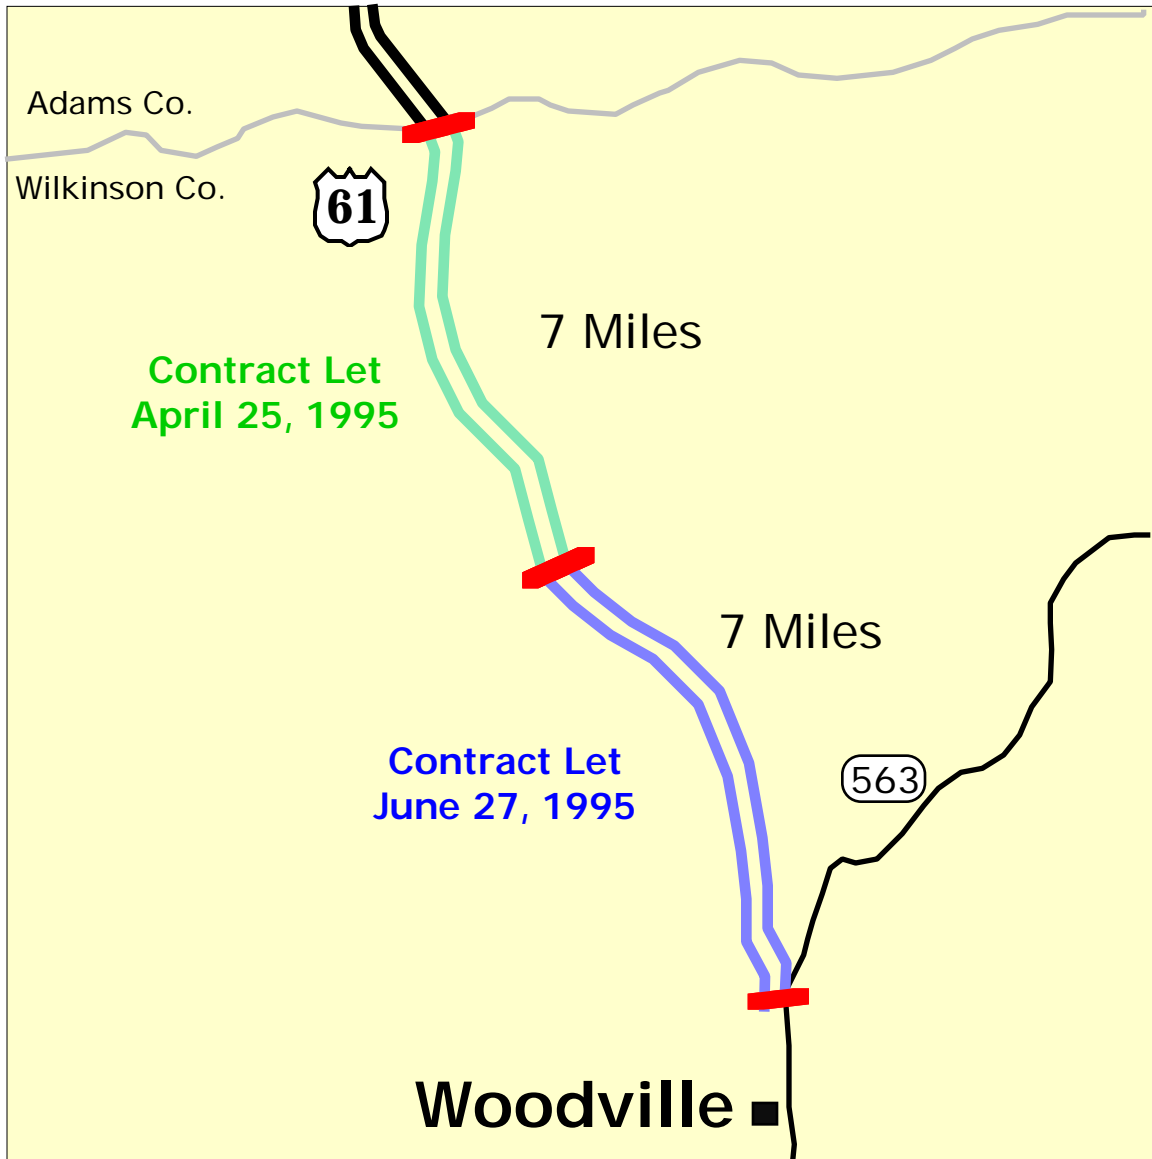 Adams Co.
Wilkinson Co.
61
7 Miles
Contract Let
April 25, 1995
7 Miles
Contract Let
June 27, 1995
563
Woodville